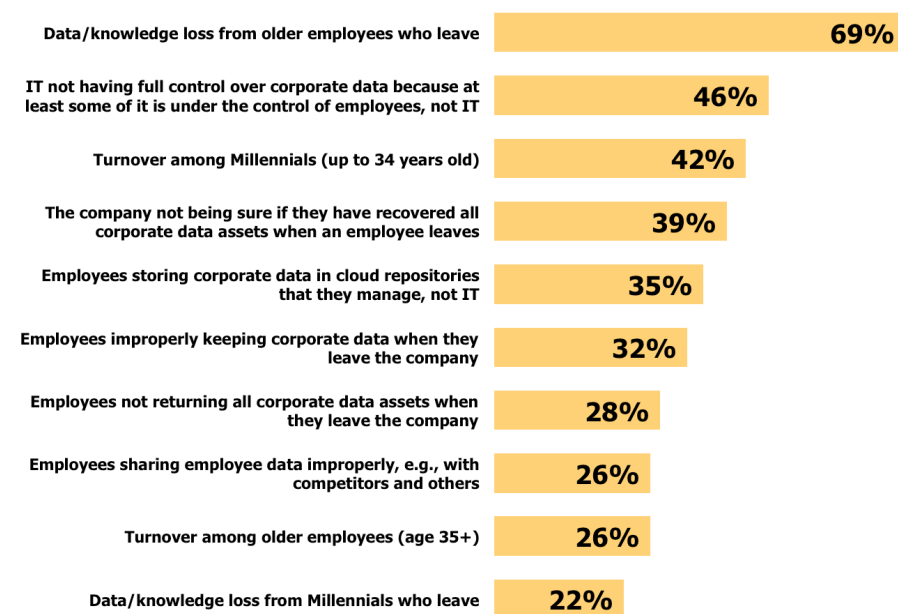 Data/knowledge loss from older employees who leave
69%
IT not having full control over corporate data because at
least some of it is under the control of employees, not IT
46%
Turnover among Millennials (up to 34 years old)
42%
The company not being sure if they have recovered all
corporate data assets when an employee leaves
39%
Employees storing corporate data in cloud repositories
that they manage, not IT
35%
Employees improperly keeping corporate data when they
leave the company
32%
Employees not returning all corporate data assets when
they leave the company
28%
Employees sharing employee data improperly, e.g., with
competitors and others
26%
Turnover among older employees (age 35+)
26%
Data/knowledge loss from Millennials who leave
22%